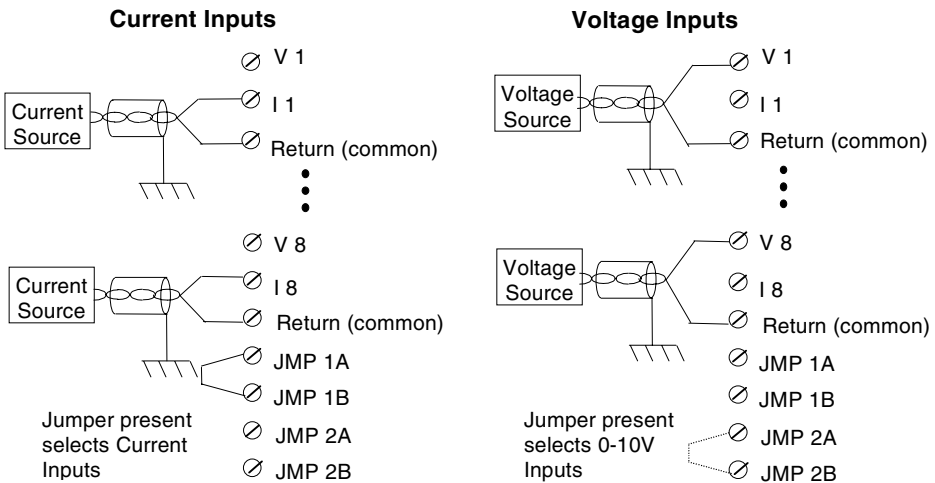 Current Inputs
V 1
Current
Source
I 1
Return (common)
V 8
Current
Source
I 8
Return (common)
JMP 1A
JMP 1B
JMP 2A
JMP 2B
Jumper present
selects Current
Inputs
Voltage Inputs
V 1
Voltage
Source
I 1
Return (common)
V 8
Voltage
Source
I 8
Return (common)
JMP 1A
JMP 1B
JMP 2A
JMP 2B
Jumper present
selects 0-10V
Inputs